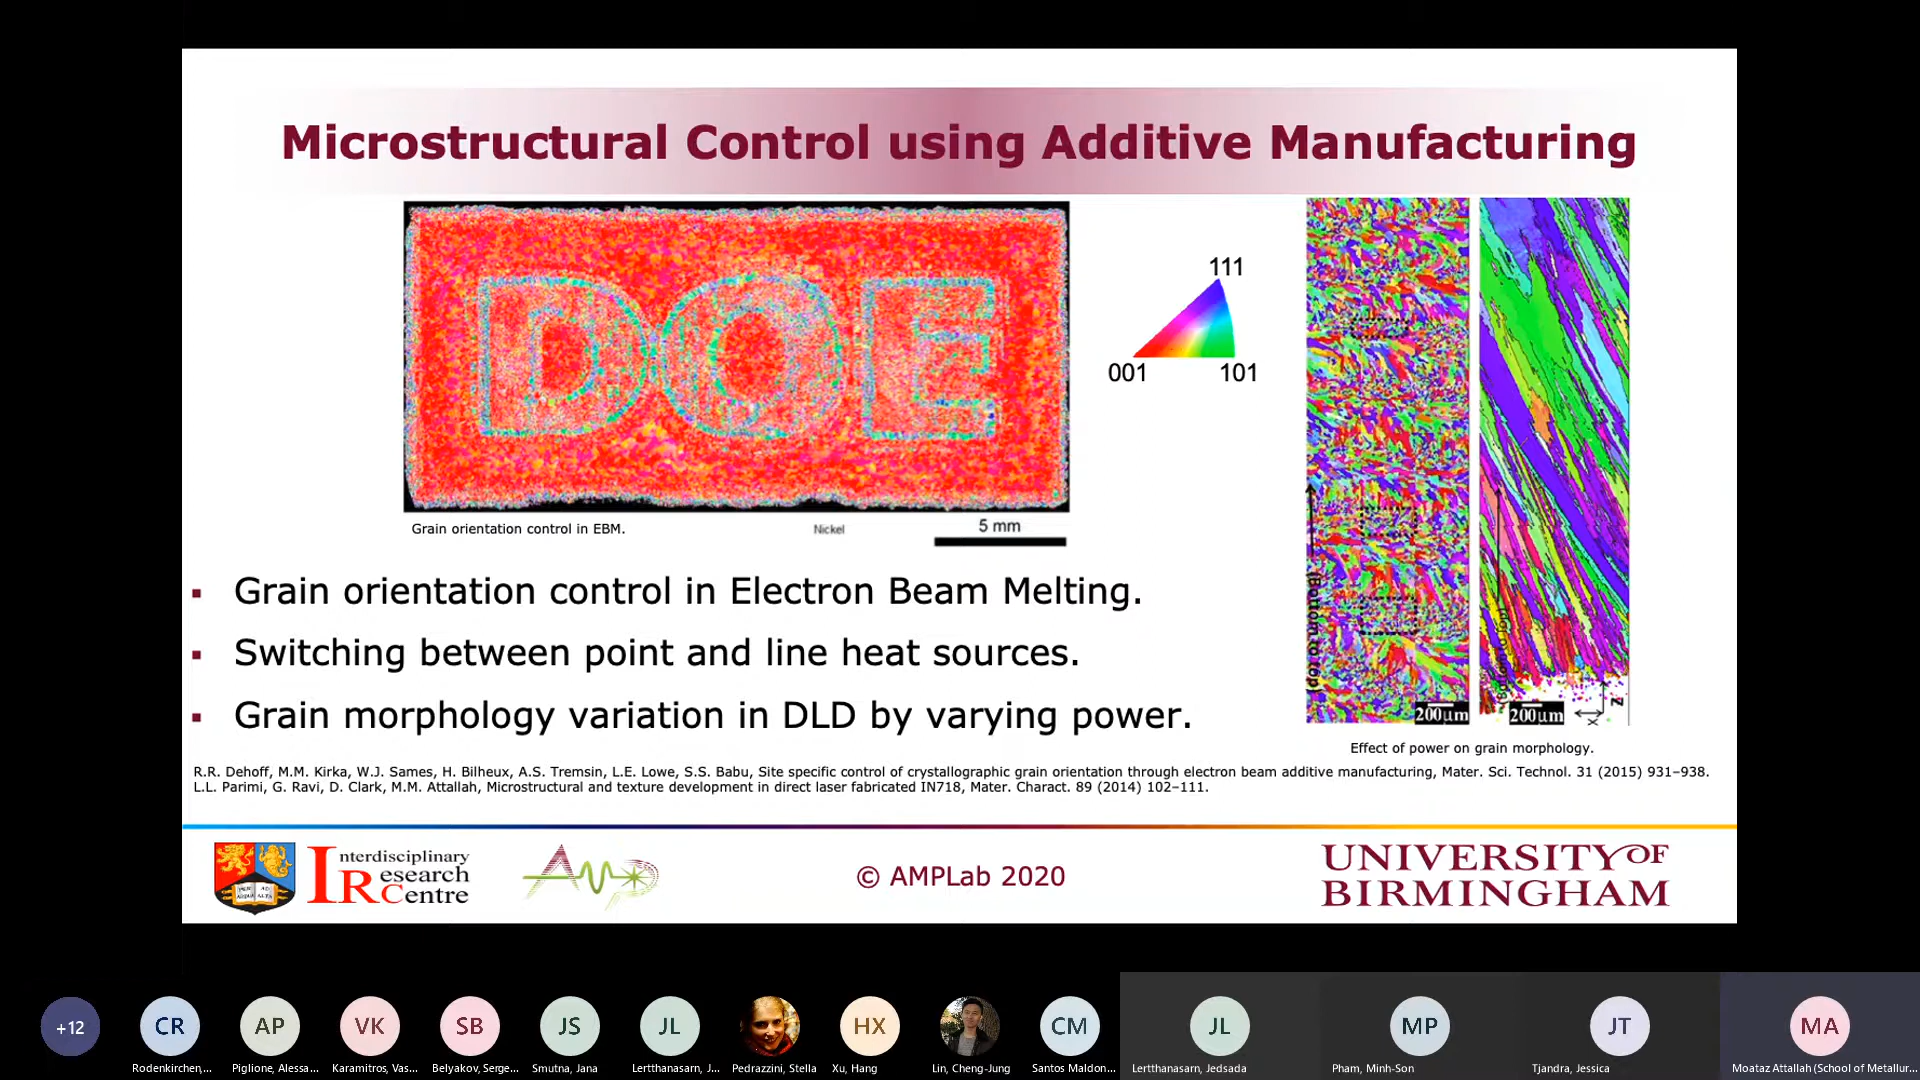 Microstructural Control using Additive Manufacturing
DOE
111
001
101
Grain orientation control in EBM.
Nickel
5 mm
(Bottom to top)
200μm
200μm
X
Z
Effect of power on grain morphology.
▪ Grain orientation control in Electron Beam Melting.
▪ Switching between point and line heat sources.
▪ Grain morphology variation in DLD by varying power.
R.R. Dehoff, M.M. Kirka, W.J. Sames, H. Bilheux, A.S. Tremsin, L.E. Lowe, S.S. Babu, Site specific control of crystallographic grain orientation through electron beam additive manufacturing, Mater. Sci. Technol. 31 (2015) 931–938.
L.L. Parimi, G. Ravi, D. Clark, M.M. Attallah, Microstructural and texture development in direct laser fabricated IN718, Mater. Charact. 89 (2014) 102–111.
Interdisciplinary
Research
Centre
AMP
© AMPLab 2020
UNIVERSITY OF
BIRMINGHAM
+12
CR
AP
VK
SB
JS
JL
HX
CM
JL
MP
JT
MA
Rodenkirchen,...
Piglione, Alessa...
Karamitros, Vas...
Belyakov, Serge...
Smutna, Jana
Lertthanasarn, J...
Pedrazzini, Stella
Xu, Hang
Lin, Cheng-Jung
Santos Maldon...
Lertthanasarn, Jedsada
Pham, Minh-Son
Tjandra, Jessica
Moataz Attallah (School of Metallur...